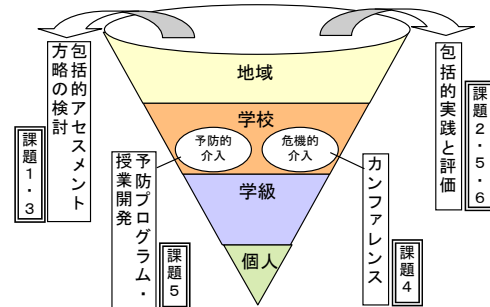 包括的アセスメント
方略の検討
課題1・3
地域
学校
予防的
介入
危機的
介入
学級
個人
予防プログラム・
授業開発
課題5
カンファレンス
課題4
包括的実践と評価
課題2・5・6